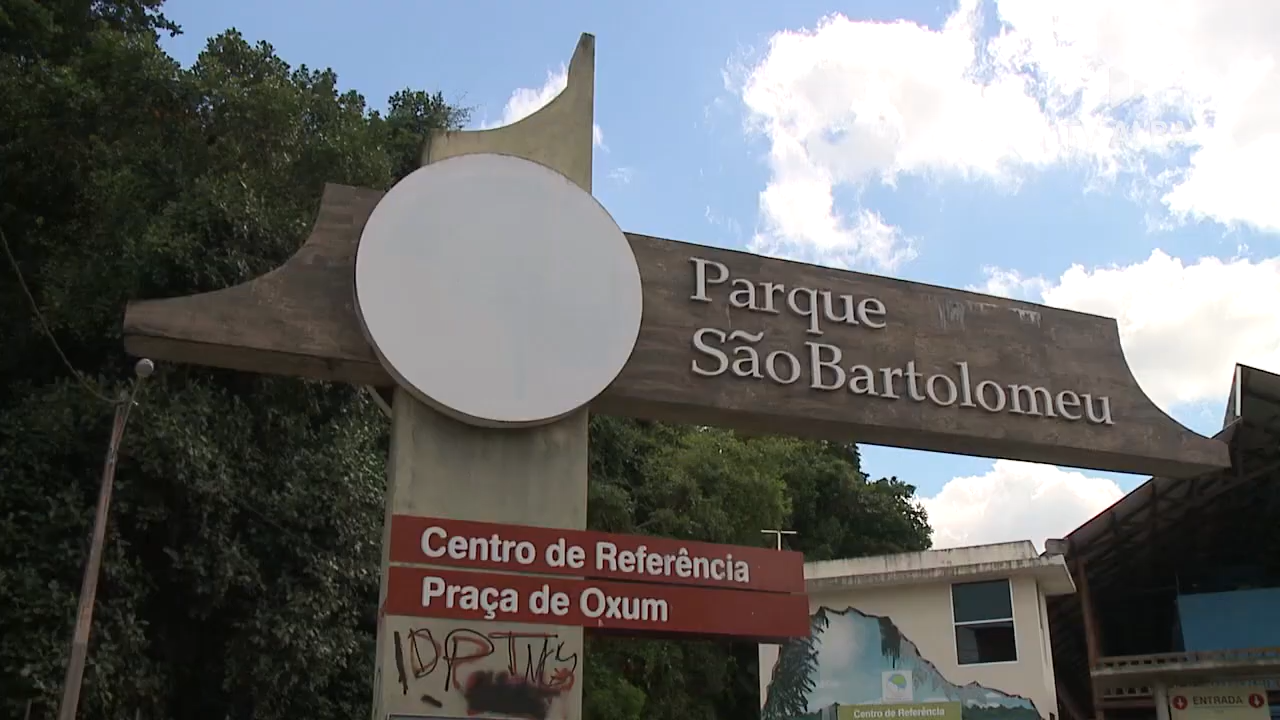 Parque
São Bartolomeu
Centro de Referência
Praça de Oxum
Centro de Referência
ENTRADA